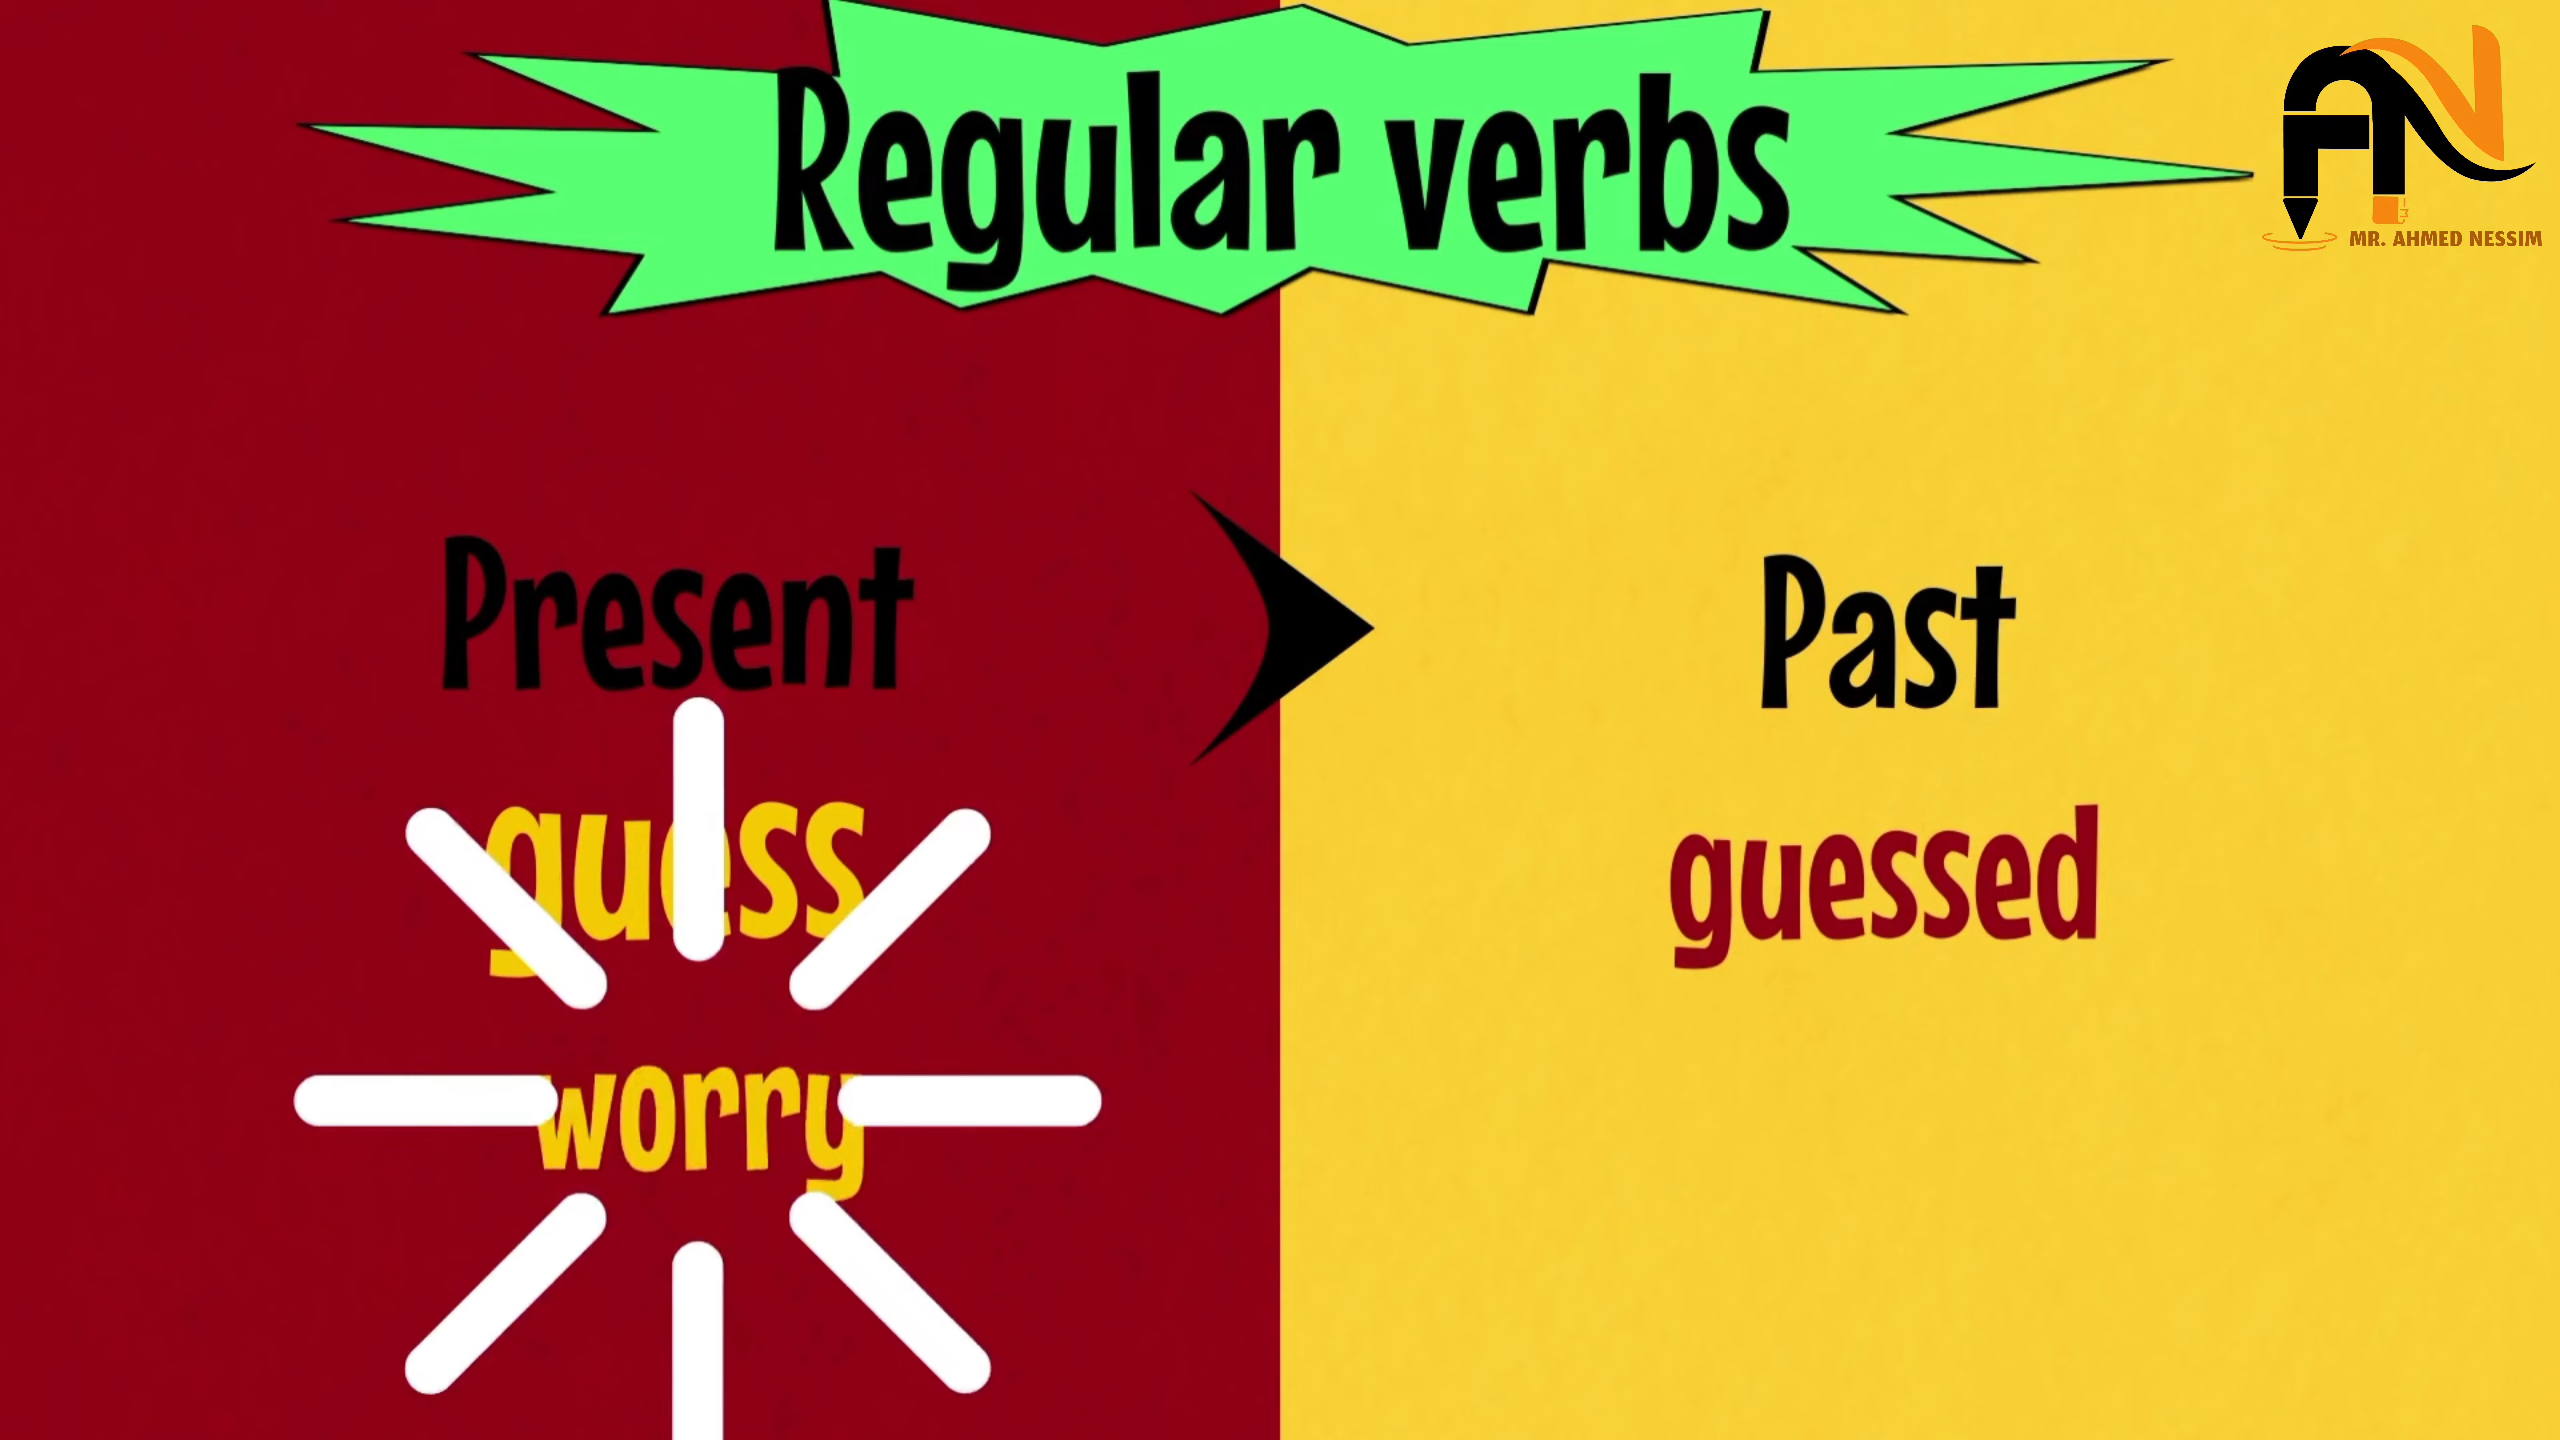 Regular verbs
MR. AHMED NESSIM
Present
Past
guess
guessed
worry